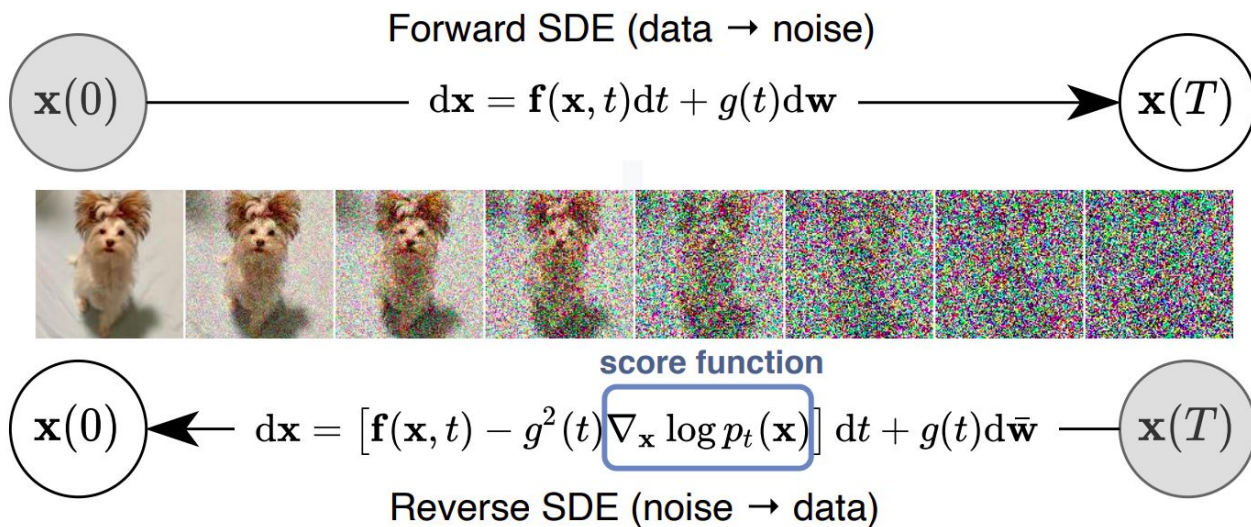 Forward SDE (data → noise)
x(0) dx = f(x, t)dt + g(t)dw x(T)
score function
x(0) dx = [f(x, t) − g²(t)∇ₓ log pₜ(x)] dt + g(t)dw̄ x(T)
Reverse SDE (noise → data)